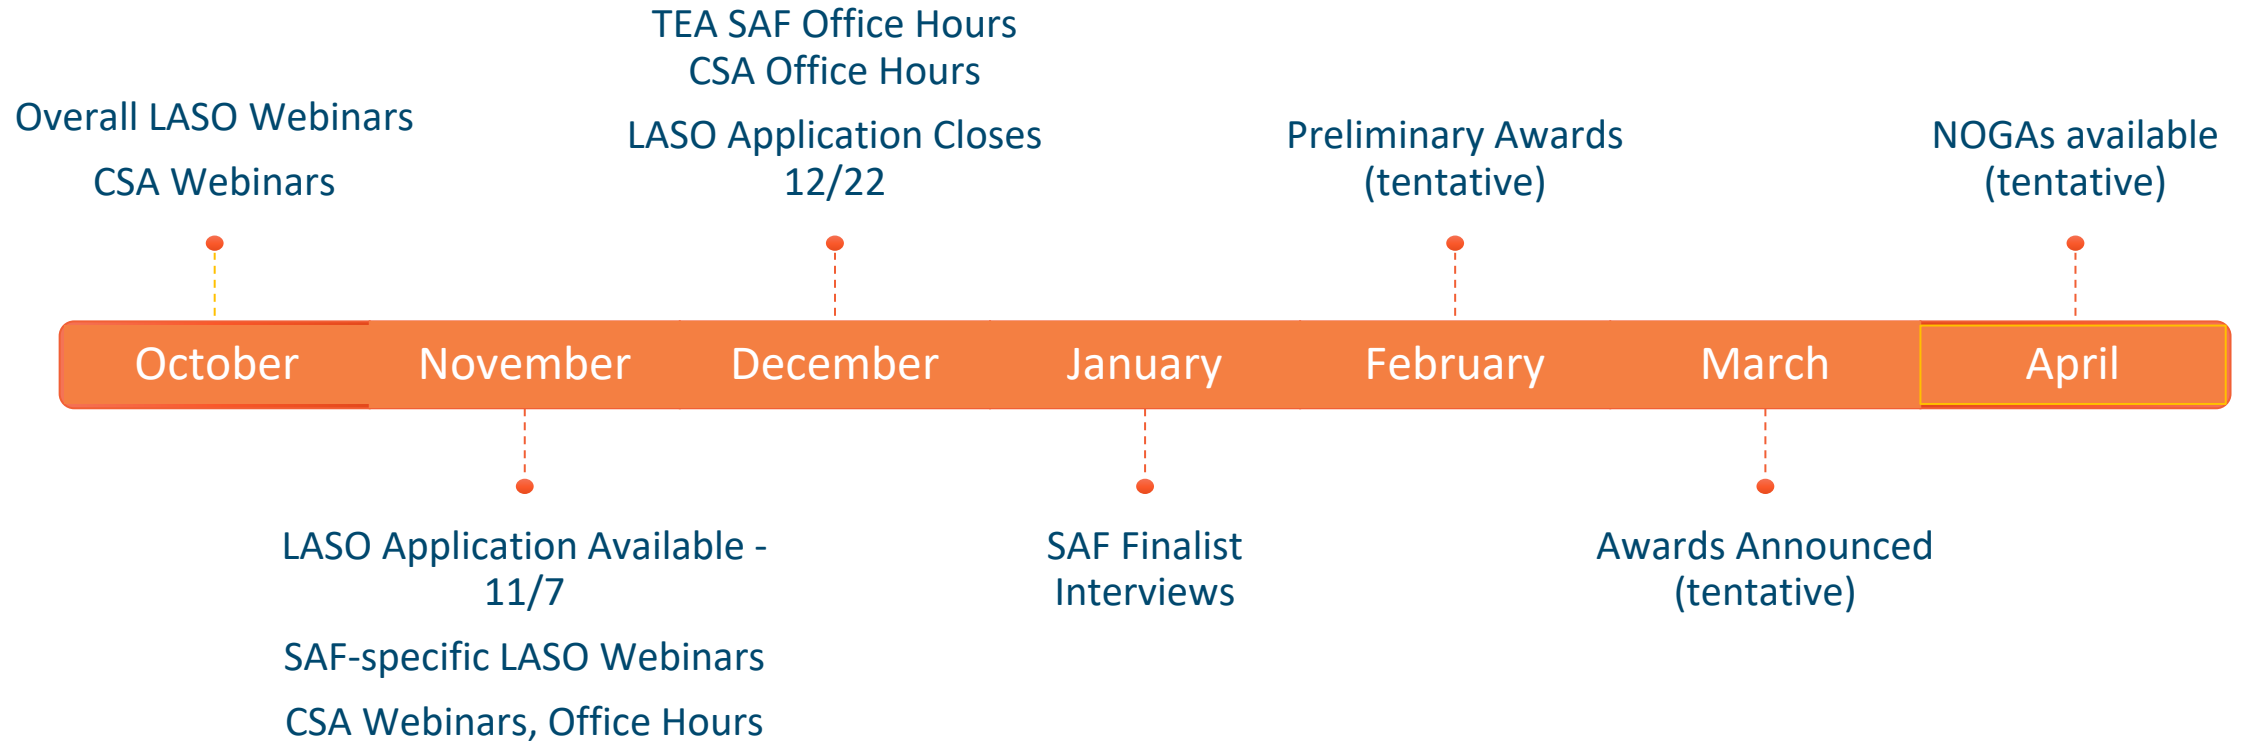 TEA SAF Office Hours
CSA Office Hours
LASO Application Closes
12/22
Overall LASO Webinars
CSA Webinars
Preliminary Awards
(tentative)
NOGAs available
(tentative)
October
November
December
January
February
March
April
LASO Application Available -
11/7
SAF-specific LASO Webinars
CSA Webinars, Office Hours
SAF Finalist
Interviews
Awards Announced
(tentative)